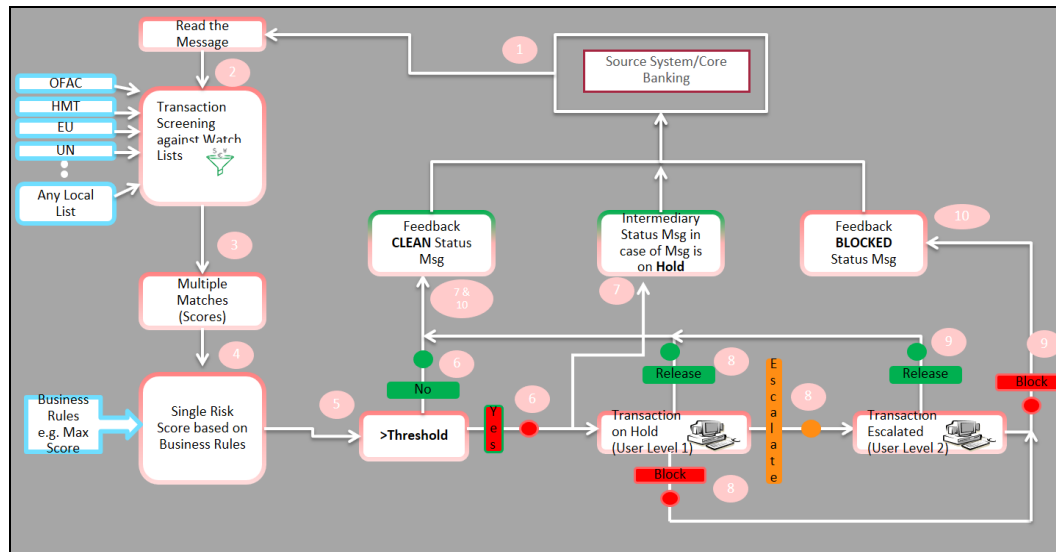 Read the
Message
1
Source System/Core
Banking
2
OFAC
HMT
EU
UN
Any Local
List
Transaction
Screening
against Watch
Lists
3
Multiple
Matches
(Scores)
4
Business
Rules
e.g. Max
Score
Single Risk
Score based on
Business Rules
5
>Threshold
Feedback
CLEAN Status
Msg
7 &
10
6
No
Yes
6
Intermediary
Status Msg in
case of Msg is
on Hold
7
8
Release
Transaction
on Hold
(User Level 1)
Block
8
Escalate
8
Feedback
BLOCKED
Status Msg
10
9
Release
Transaction
Escalated
(User Level 2)
9
Block